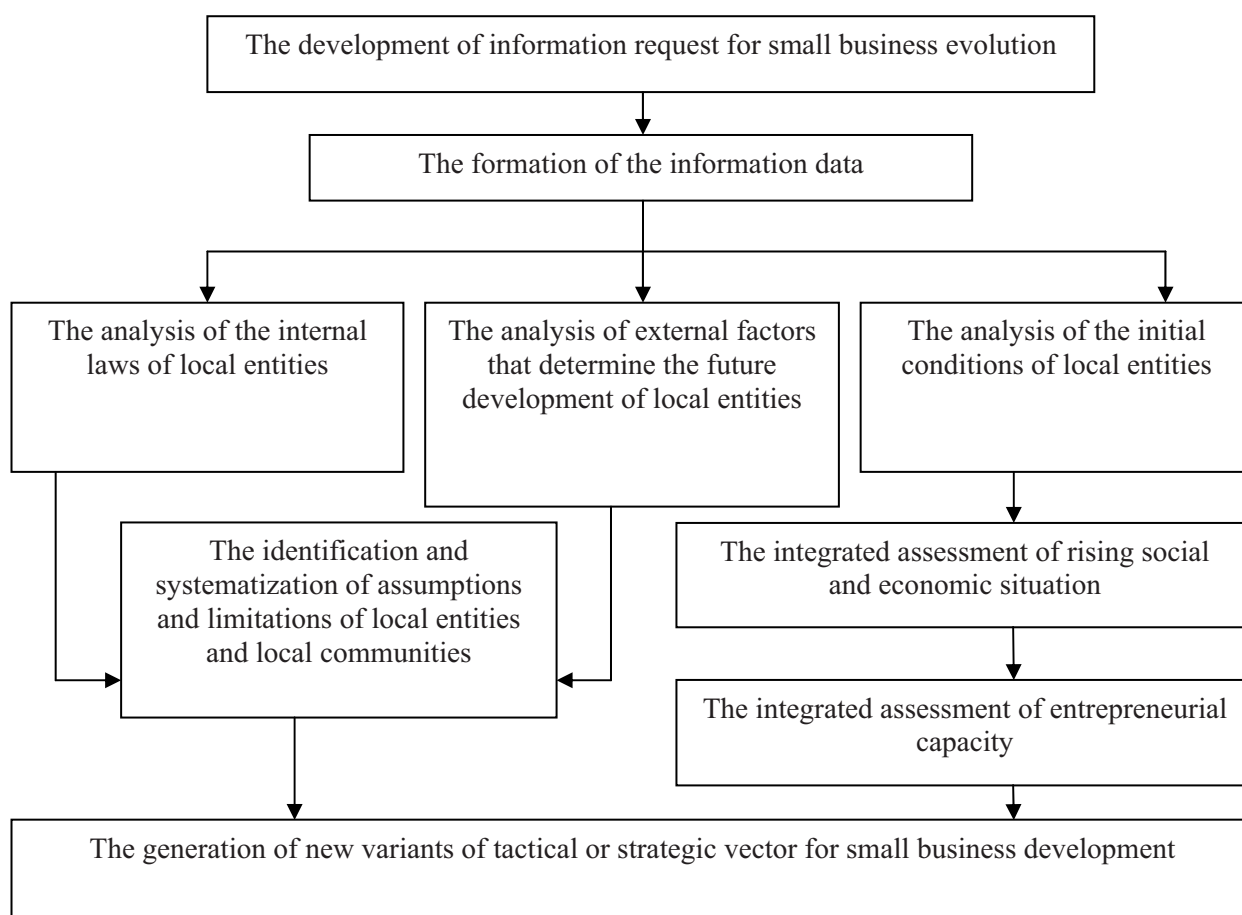 The development of information request for small business evolution
The formation of the information data
The analysis of the internal
laws of local entities
The analysis of external factors
that determine the future
development of local entities
The analysis of the initial
conditions of local entities
The identification and
systematization of assumptions
and limitations of local entities
and local communities
The integrated assessment of rising social
and economic situation
The integrated assessment of entrepreneurial
capacity
The generation of new variants of tactical or strategic vector for small business development